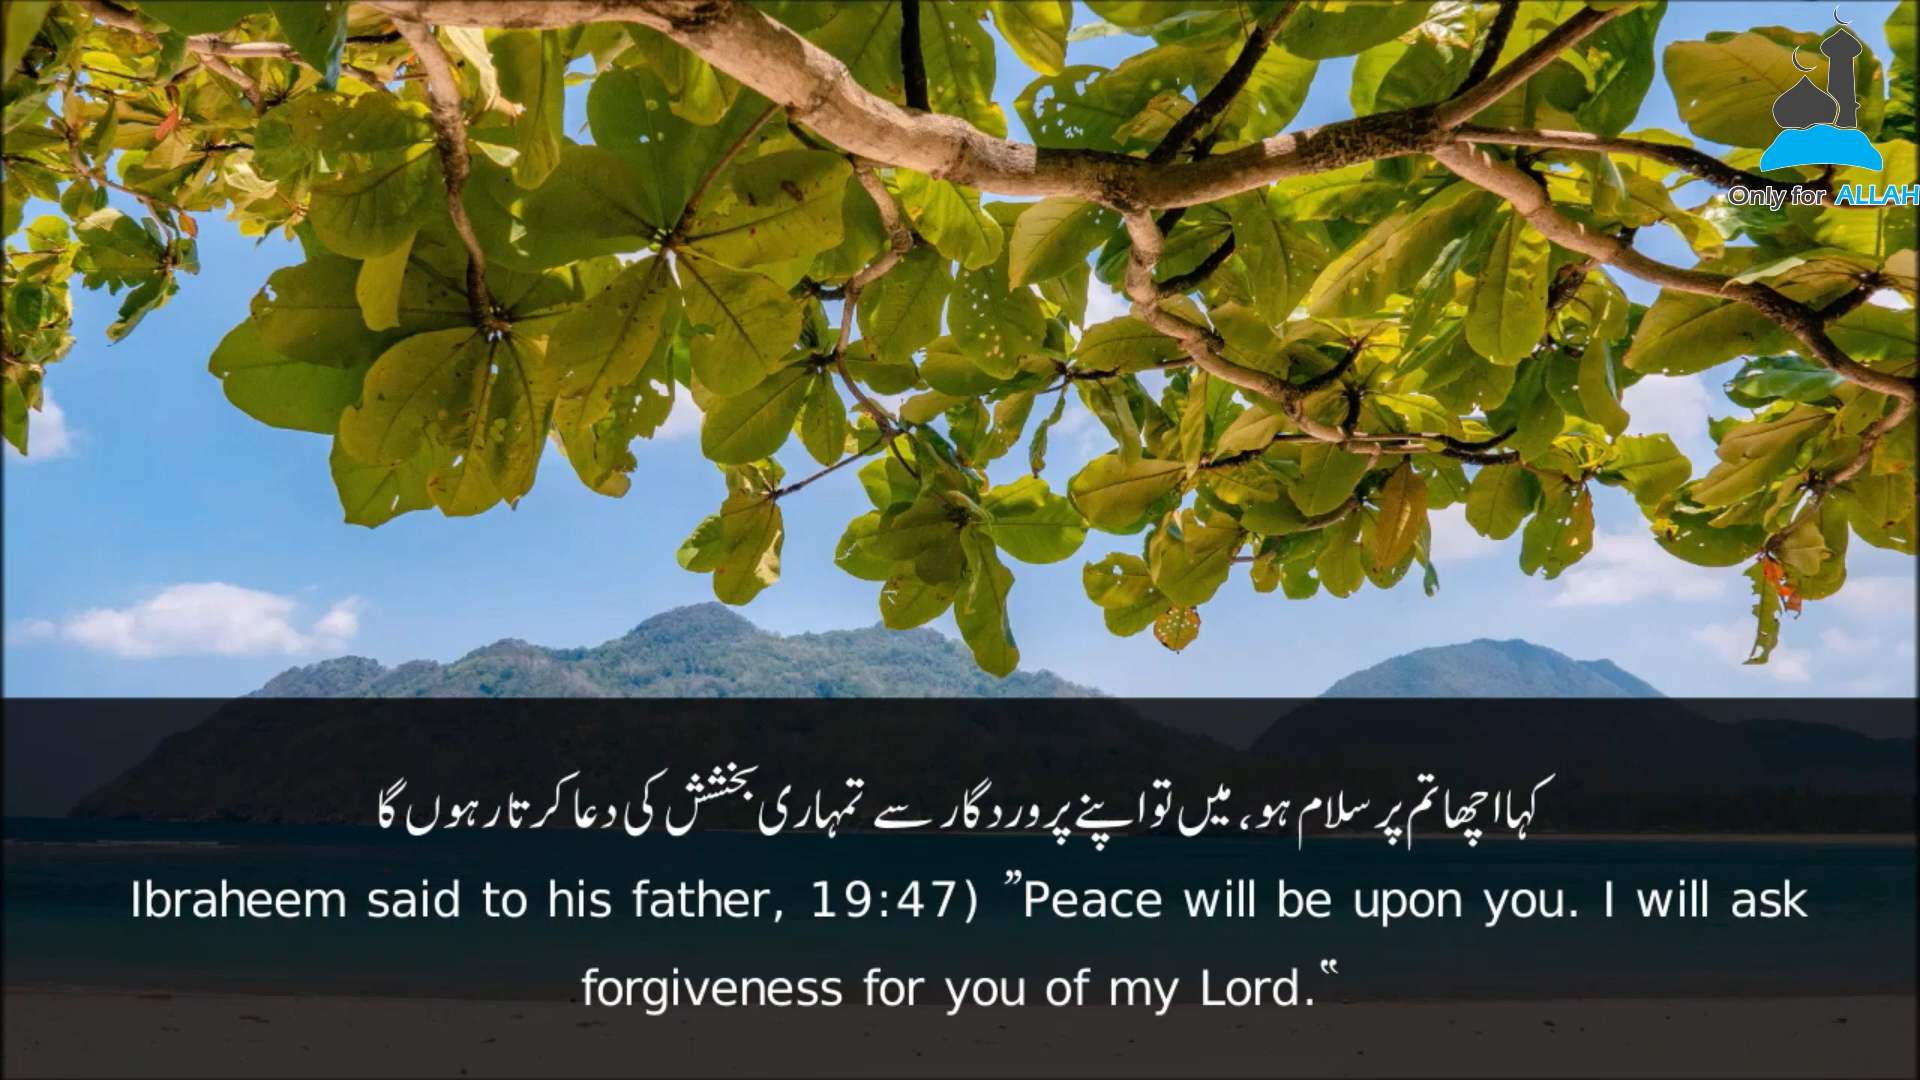 Only for ALLAH
کہا اچھا تم پر سلام ہو، میں تو اپنے پروردگار سے تمہاری بخشش کی دعا کرتا رہوں گا
Ibraheem said to his father, 19:47) ”Peace will be upon you. I will ask
forgiveness for you of my Lord.“